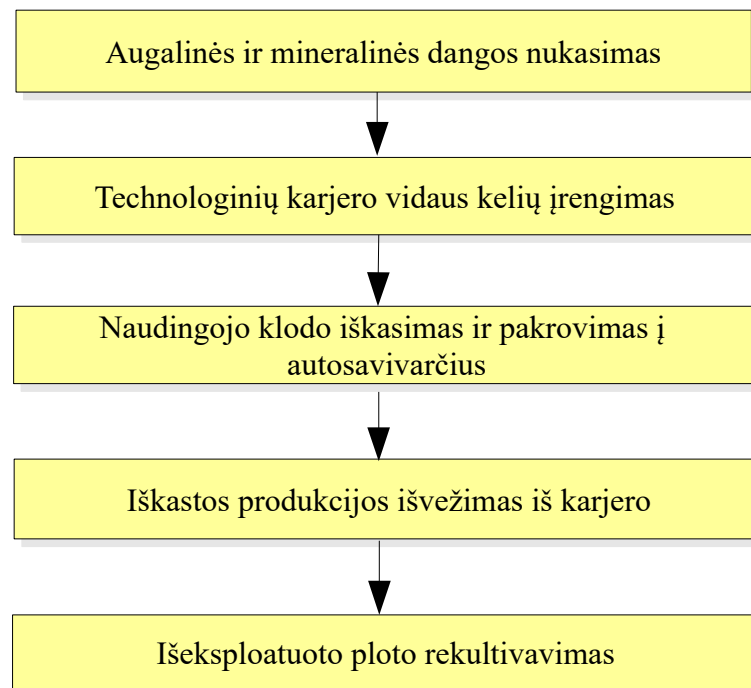 Augalinės ir mineralinės dangos nukasimas
Technologinių karjero vidaus kelių įrengimas
Naudingojo klodo iškasimas ir pakrovimas į
autosavivarčius
Iškastos produkcijos išvežimas iš karjero
Išeksploatuoto ploto rekultivavimas